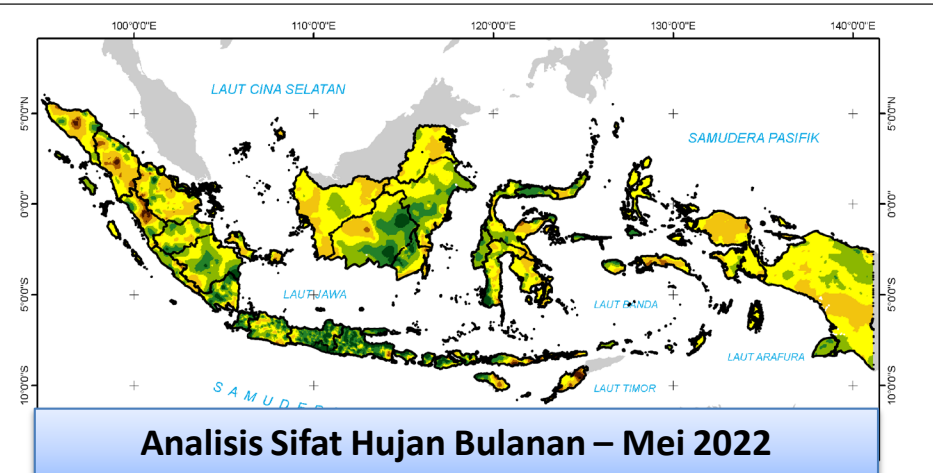 100°0'0"E 110°0'0"E 120°0'0"E 130°0'0"E 140°0'0"E
LAUT CINA SELATAN
5°0'0"N 5°0'0"N
SAMUDERA PASIFIK
0°0'0" 0°0'0"
5°0'0"S 5°0'0"S
LAUT JAWA
LAUT BANDA
LAUT ARAFURA
10°0'0"S 10°0'0"S
LAUT TIMOR
Analisis Sifat Hujan Bulanan – Mei 2022